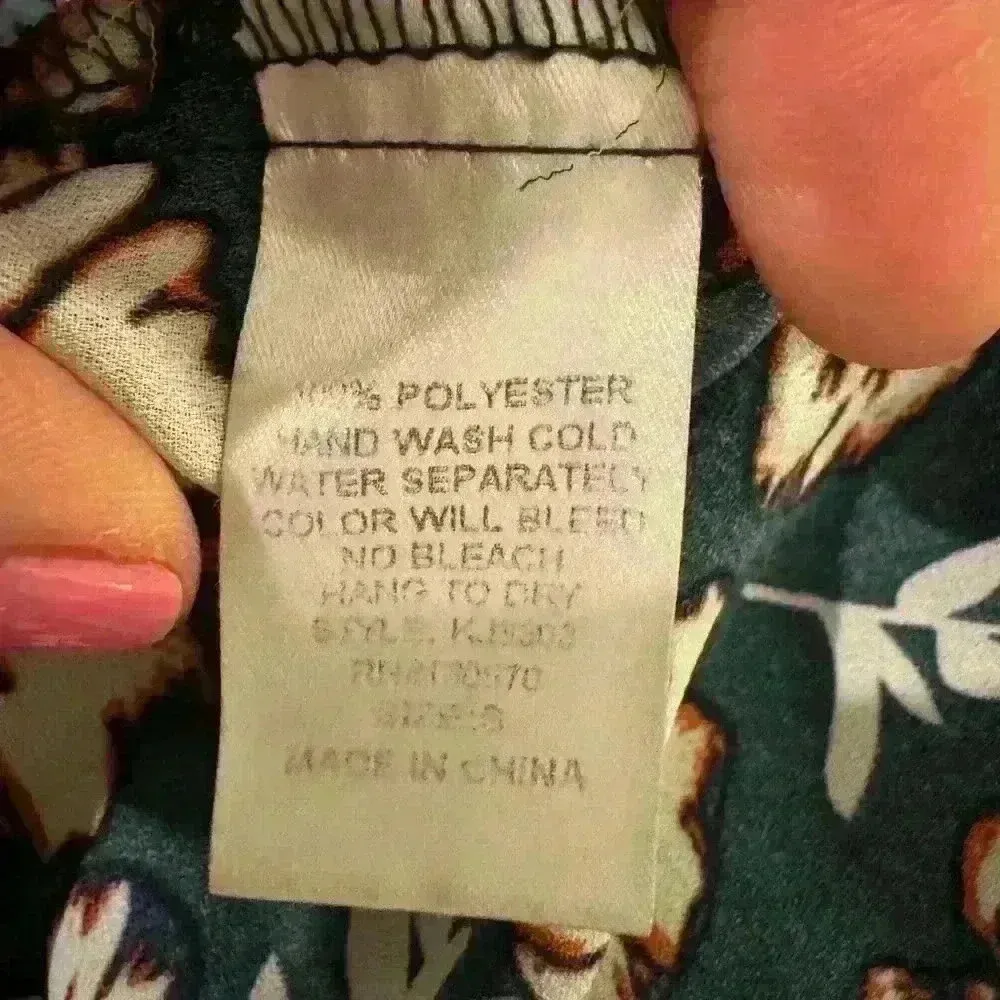 100% POLYESTER
HAND WASH COLD
WATER SEPARATELY
COLOR WILL BLEED
NO BLEACH
HANG TO DRY
STYLE:
SIZE:S
MADE IN CHINA